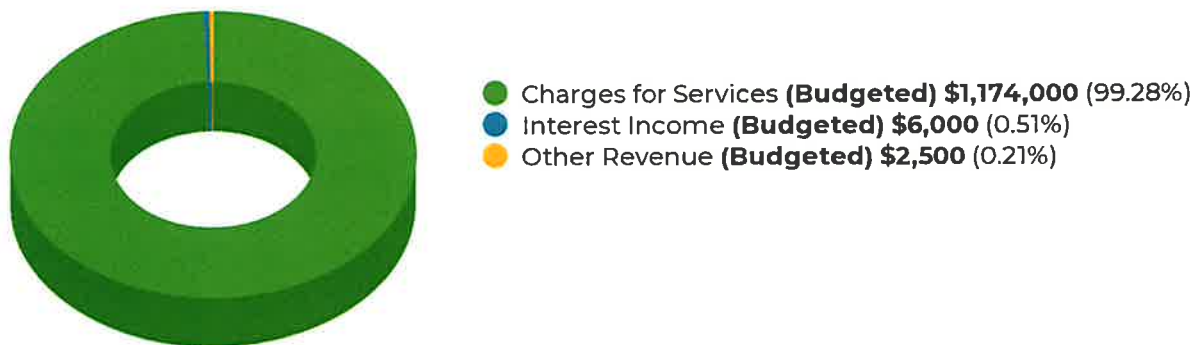 Charges for Services (Budgeted) $1,174,000 (99.28%)
Interest Income (Budgeted) $6,000 (0.51%)
Other Revenue (Budgeted) $2,500 (0.21%)